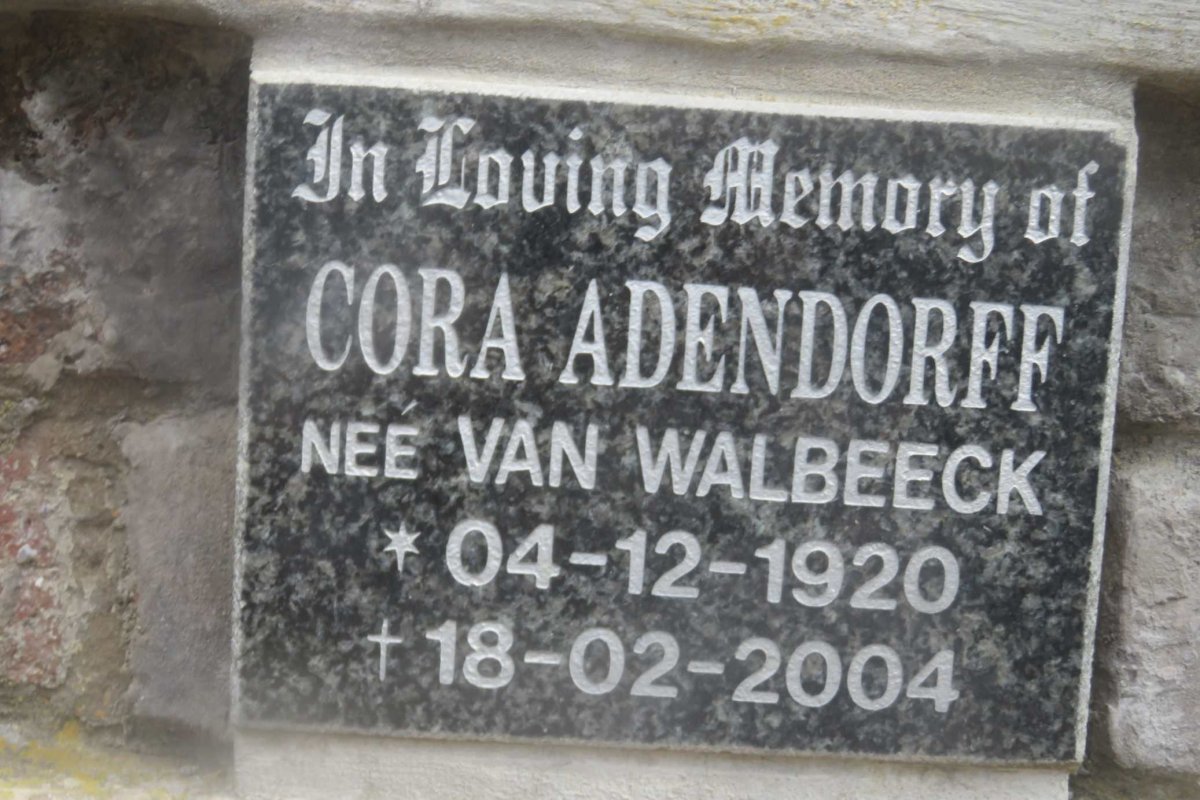 In Loving Memory of
CORA ADENDORFF
NEÉ VAN WALBEECK
* 04-12-1920
† 18-02-2004